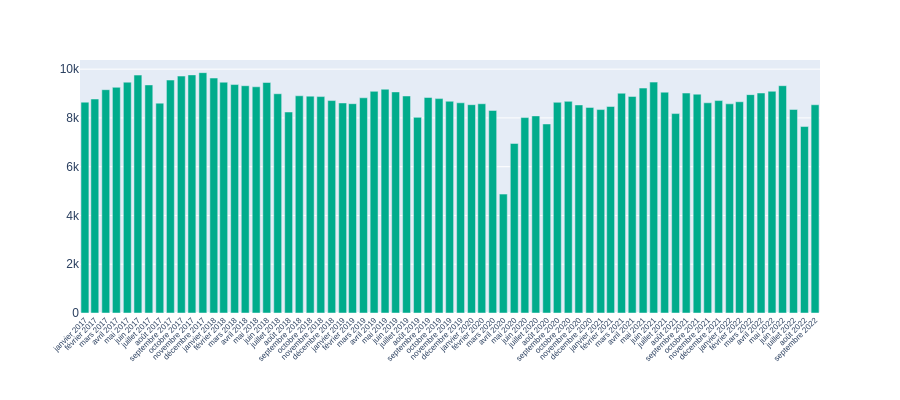 10k
8k
6k
4k
2k
0
janvier 2017
février 2017
mars 2017
avril 2017
mai 2017
juin 2017
juillet 2017
août 2017
septembre 2017
octobre 2017
novembre 2017
décembre 2017
janvier 2018
février 2018
mars 2018
avril 2018
mai 2018
juin 2018
juillet 2018
août 2018
septembre 2018
octobre 2018
novembre 2018
décembre 2018
janvier 2019
février 2019
mars 2019
avril 2019
mai 2019
juin 2019
juillet 2019
août 2019
septembre 2019
octobre 2019
novembre 2019
décembre 2019
janvier 2020
février 2020
mars 2020
avril 2020
mai 2020
juin 2020
juillet 2020
août 2020
septembre 2020
octobre 2020
novembre 2020
décembre 2020
janvier 2021
février 2021
mars 2021
avril 2021
mai 2021
juin 2021
juillet 2021
août 2021
septembre 2021
octobre 2021
novembre 2021
décembre 2021
janvier 2022
février 2022
mars 2022
avril 2022
mai 2022
juin 2022
juillet 2022
août 2022
septembre 2022